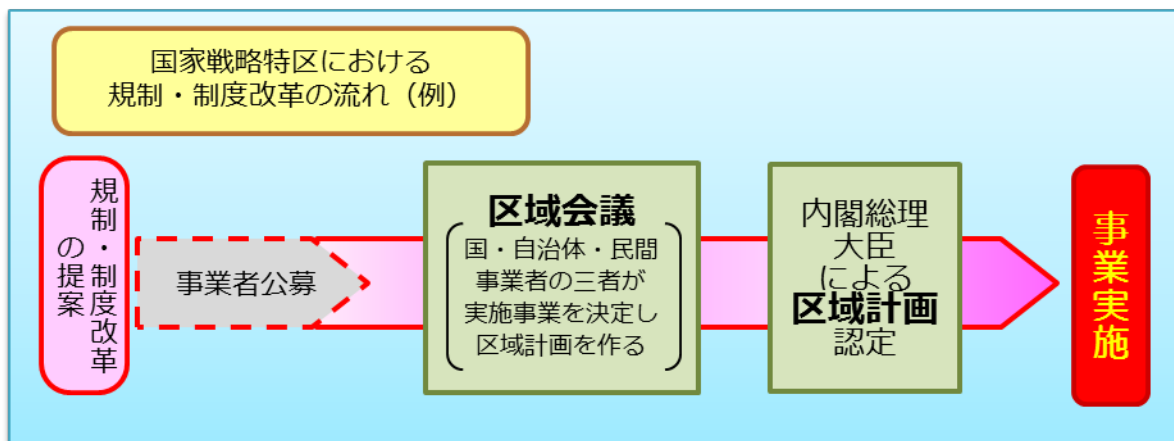 国家戦略特区における
規制・制度改革の流れ（例）
規制・制度改革
の提案
事業者公募
区域会議
国・自治体・民間
事業者の三者が
実施事業を決定し
区域計画を作る
内閣総理
大臣
による
区域計画
認定
事業実施